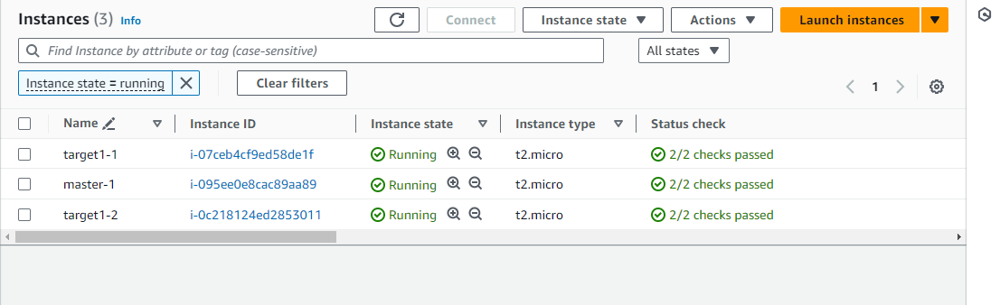 Instances (3) Info Connect Instance state Actions Launch instances
Find Instance by attribute or tag (case-sensitive) All states
Instance state = running Clear filters
1
Name Instance ID Instance state Instance type Status check
target1-1 i-07ceb4cf9ed58de1f Running t2.micro 2/2 checks passed
master-1 i-095ee0e8cac89aa89 Running t2.micro 2/2 checks passed
target1-2 i-0c218124ed2853011 Running t2.micro 2/2 checks passed